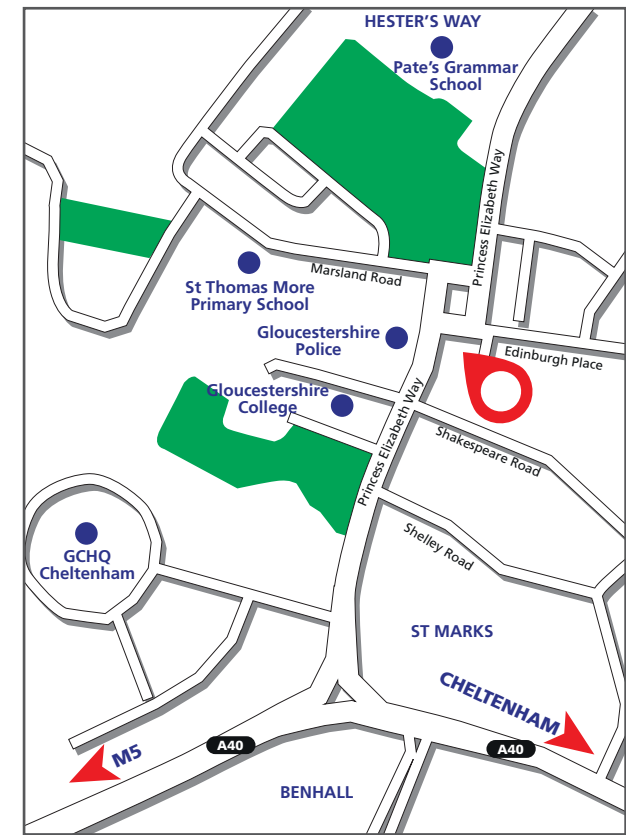 HESTER'S WAY
Pate's Grammar
School
Princess Elizabeth Way
Marsland Road
St Thomas More
Primary School
Gloucestershire
Police
Edinburgh Place
Gloucestershire
College
Princess Elizabeth Way
Shakespeare Road
Shelley Road
GCHQ
Cheltenham
ST MARKS
CHELTENHAM
M5
A40
A40
BENHALL